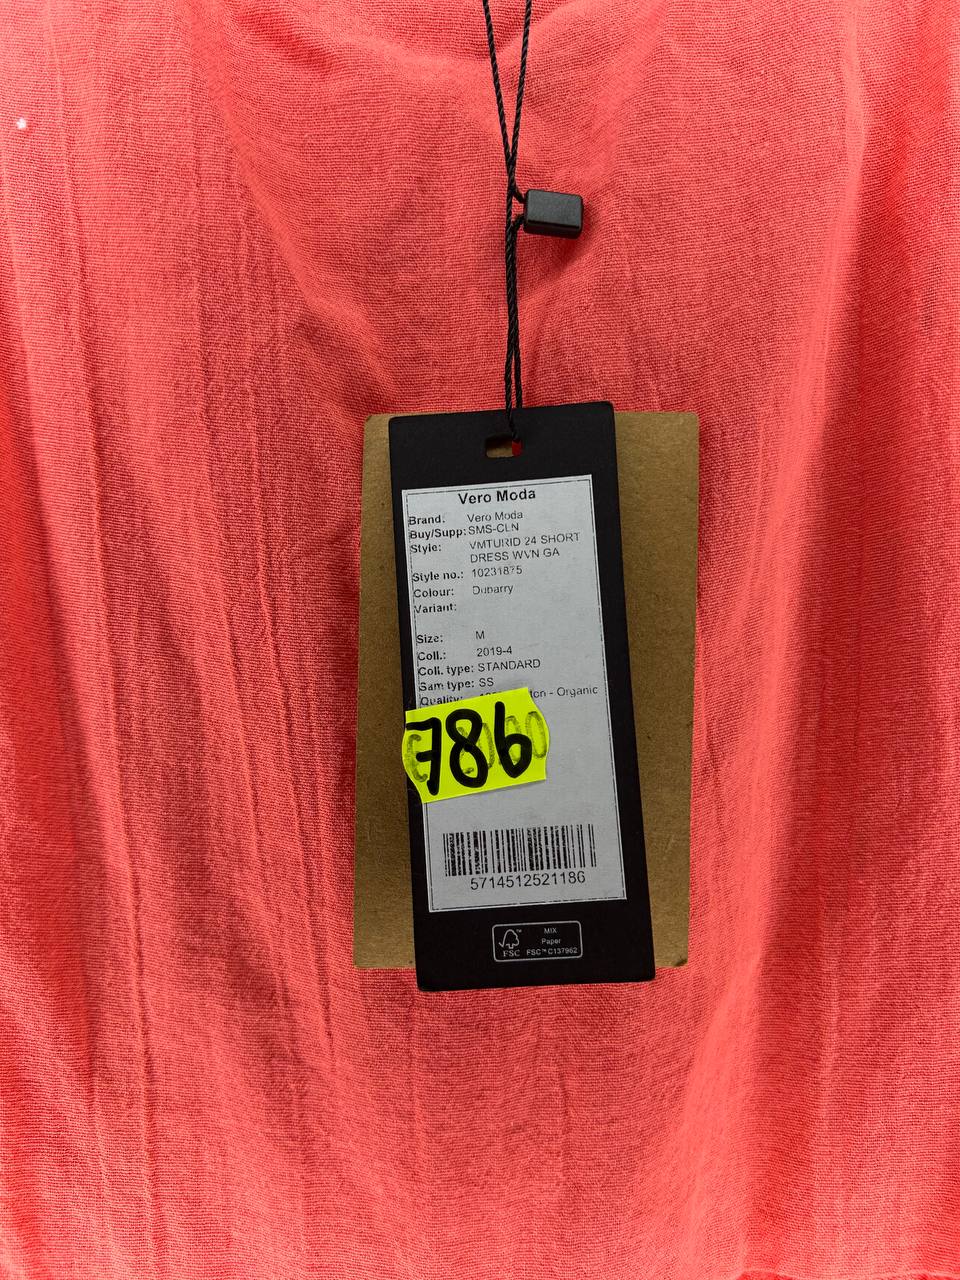 Vero Moda
Brand: Vero Moda
Buy/Supp: SMS-CLN
Style: VMTURID 24 SHORT
DRESS WVN GA
Style no.: 10231875
Colour: Dubarry
Variant:
Size: M
Coll.: 2019-4
Coll. type: STANDARD
Sam type: SS
Quality: - Organic
786
5714512521186
FSC™
MIX
Paper
FSC™ C137962